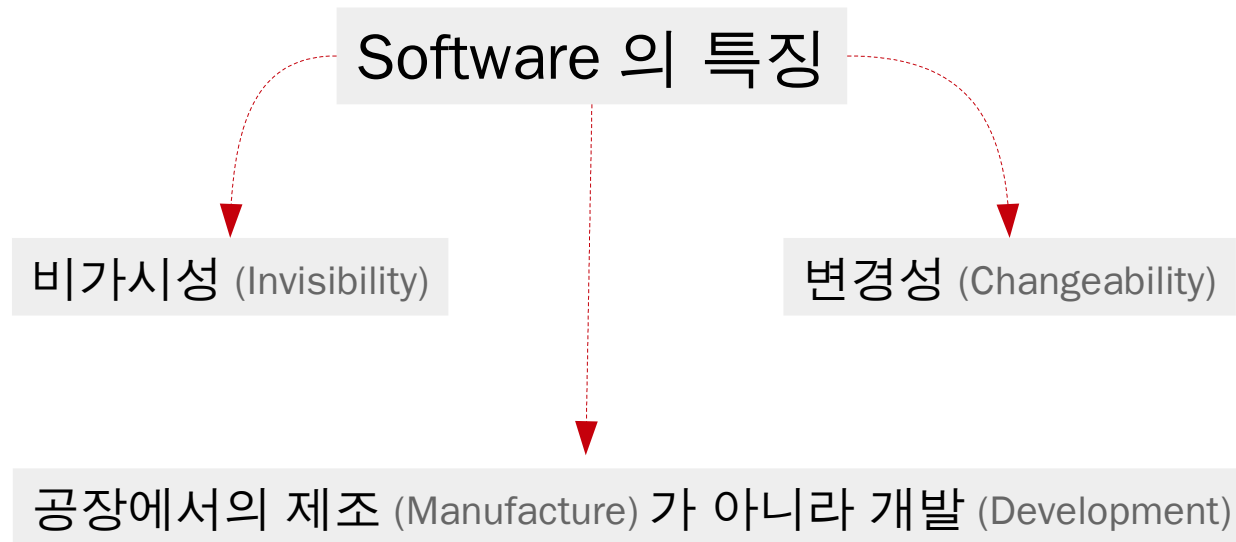 Software 의 특징
비가시성 (Invisibility)
변경성 (Changeability)
공장에서의 제조 (Manufacture) 가 아니라 개발 (Development)